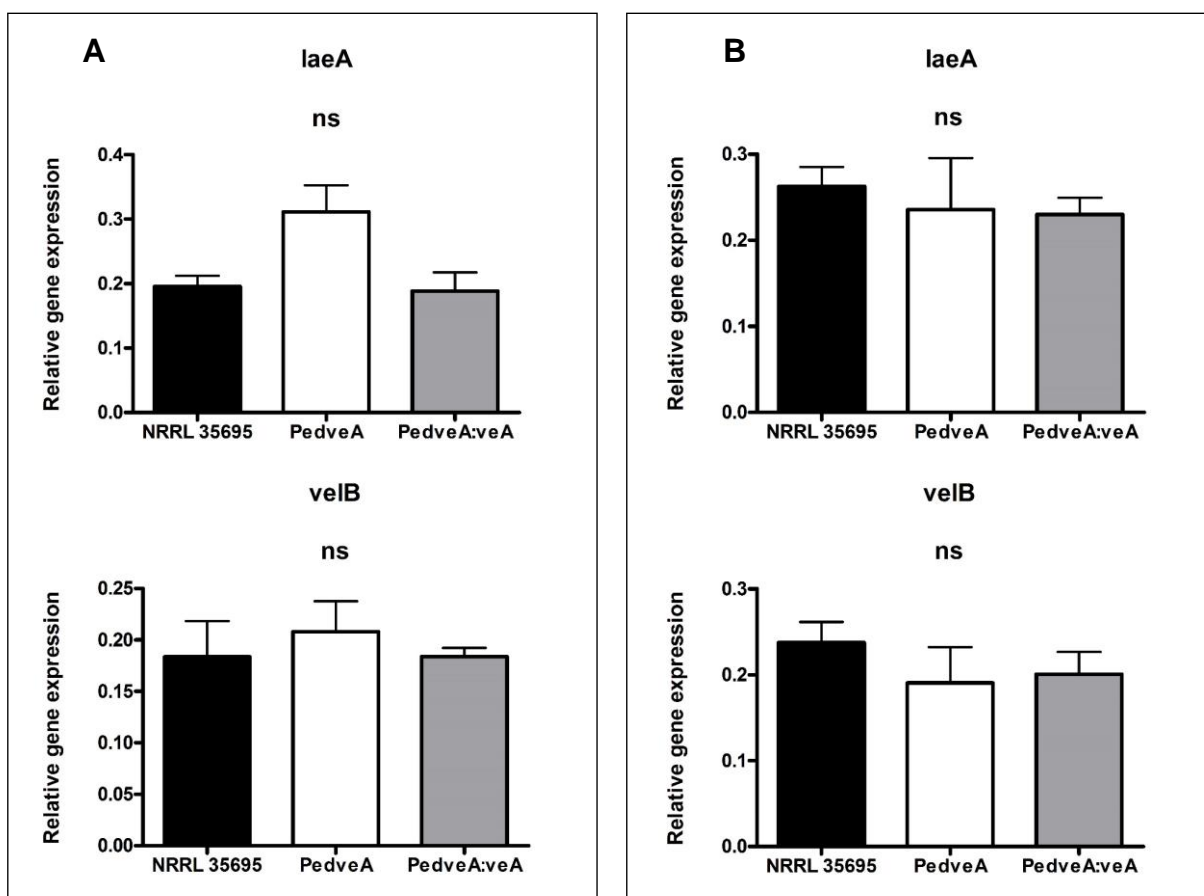 A
laeA
ns
Relative gene expression
0.4
0.3
0.2
0.1
0.0
NRRL 35695 PedveA PedveA:veA
velB
ns
Relative gene expression
0.25
0.20
0.15
0.10
0.05
0.00
NRRL 35695 PedveA PedveA:veA
B
laeA
ns
Relative gene expression
0.3
0.2
0.1
0.0
NRRL 35695 PedveA PedveA:veA
velB
ns
Relative gene expression
0.3
0.2
0.1
0.0
NRRL 35695 PedveA PedveA:veA